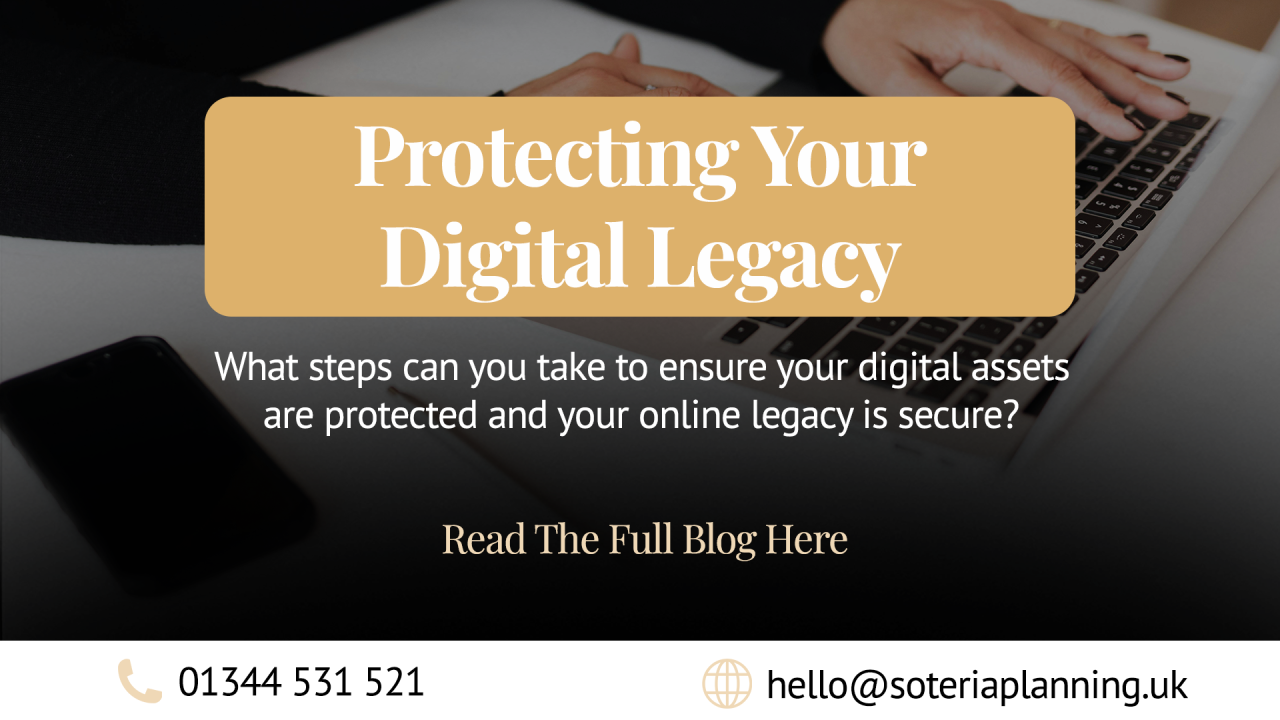 Protecting Your
Digital Legacy
What steps can you take to ensure your digital assets
are protected and your online legacy is secure?
Read The Full Blog Here
01344 531 521
hello@soteriaplanning.uk